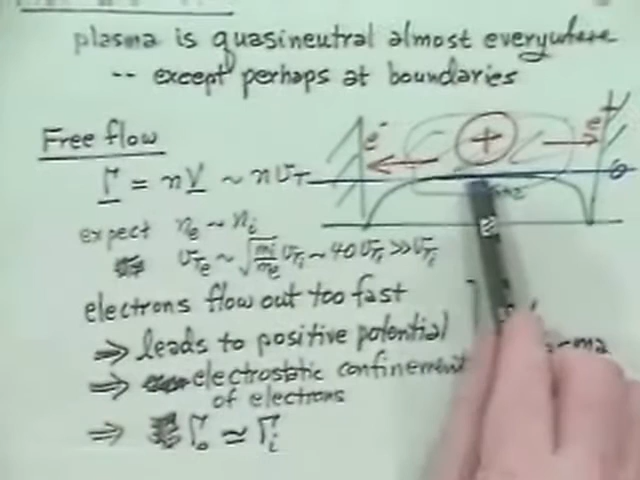 plasma is quasineutral almost everywhere
-- except perhaps at boundaries
Free flow
Γ = nV ~ nv_T
e⁻
+
expect n_e ~ n_i
v_Te ~ √(m_i/m_e) v_Ti ~ 40 v_Ti >> v_Ti
electrons flow out too fast
⇒ leads to positive potential
⇒ electrostatic confinement
of electrons
⇒ Γ_e ≃ Γ_i